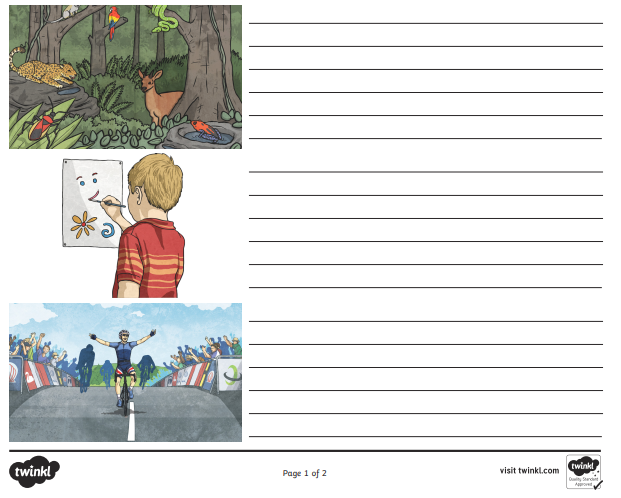 twinkl
Page 1 of 2
visit twinkl.com
twinkl
Quality Standard
Approved